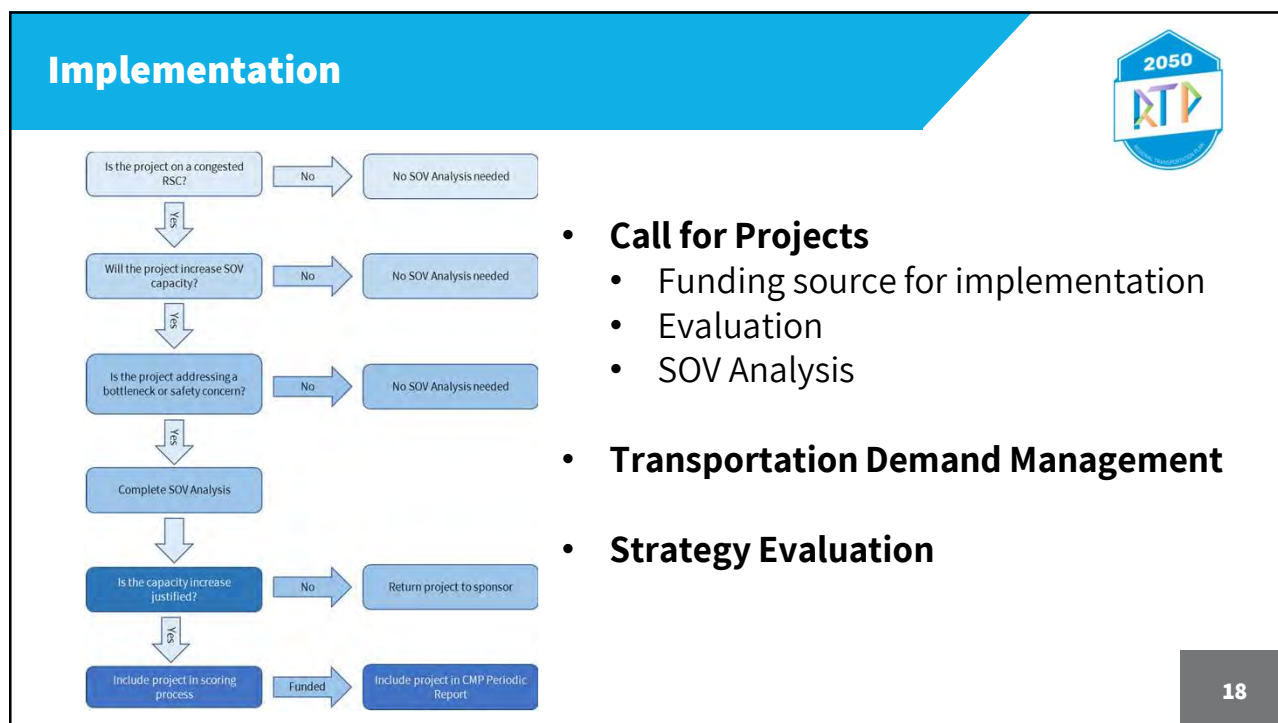 Implementation
2050
RTP
REGIONAL TRANSPORTATION PLAN
Is the project on a congested
RSC?
No
No SOV Analysis needed
Yes
Will the project increase SOV
capacity?
No
No SOV Analysis needed
Yes
Is the project addressing a
bottleneck or safety concern?
No
No SOV Analysis needed
Yes
Complete SOV Analysis
Is the capacity increase
justified?
No
Return project to sponsor
Yes
Include project in scoring
process
Funded
Include project in CMP Periodic
Report
• Call for Projects
• Funding source for implementation
• Evaluation
• SOV Analysis
• Transportation Demand Management
• Strategy Evaluation
18